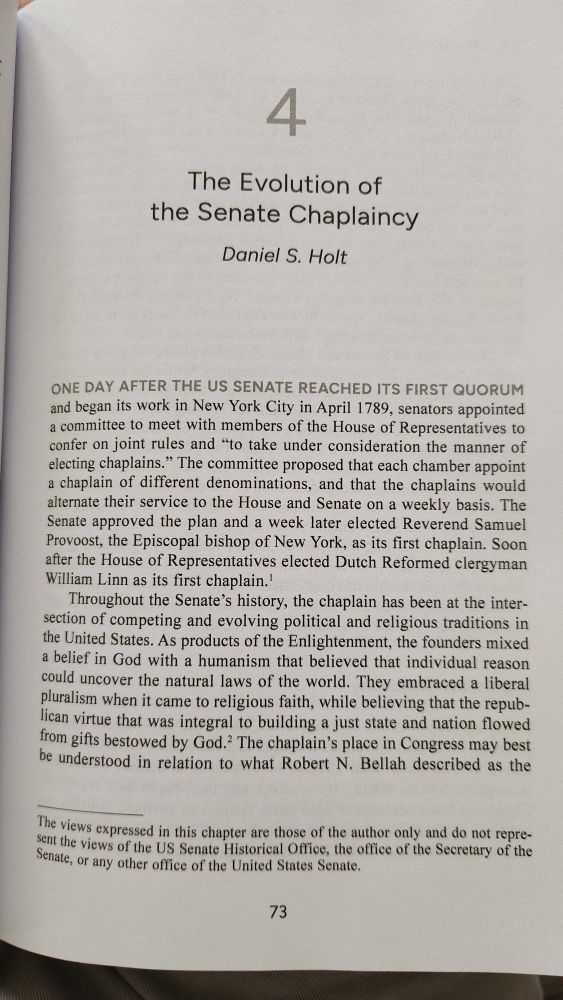 4
The Evolution of
the Senate Chaplaincy
Daniel S. Holt
ONE DAY AFTER THE US SENATE REACHED ITS FIRST QUORUM
and began its work in New York City in April 1789, senators appointed
a committee to meet with members of the House of Representatives to
confer on joint rules and “to take under consideration the manner of
electing chaplains.” The committee proposed that each chamber appoint
a chaplain of different denominations, and that the chaplains would
alternate their service to the House and Senate on a weekly basis. The
Senate approved the plan and a week later elected Reverend Samuel
Provoost, the Episcopal bishop of New York, as its first chaplain. Soon
after the House of Representatives elected Dutch Reformed clergyman
William Linn as its first chaplain.¹
Throughout the Senate’s history, the chaplain has been at the inter-
section of competing and evolving political and religious traditions in
the United States. As products of the Enlightenment, the founders mixed
a belief in God with a humanism that believed that individual reason
could uncover the natural laws of the world. They embraced a liberal
pluralism when it came to religious faith, while believing that the repub-
lican virtue that was integral to building a just state and nation flowed
from gifts bestowed by God.² The chaplain’s place in Congress may best
be understood in relation to what Robert N. Bellah described as the
The views expressed in this chapter are those of the author only and do not repre-
sent the views of the US Senate Historical Office, the office of the Secretary of the
Senate, or any other office of the United States Senate.
73